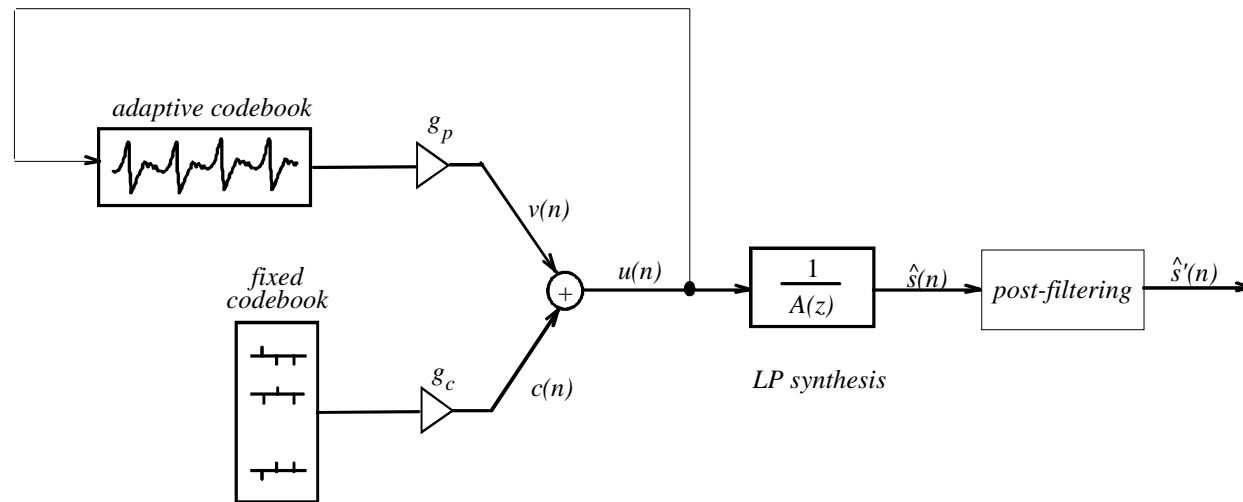 adaptive codebook
g_p
v(n)
fixed
codebook
g_c
c(n)
+
u(n)
1
A(z)
LP synthesis
ŝ(n)
post-filtering
ŝ'(n)